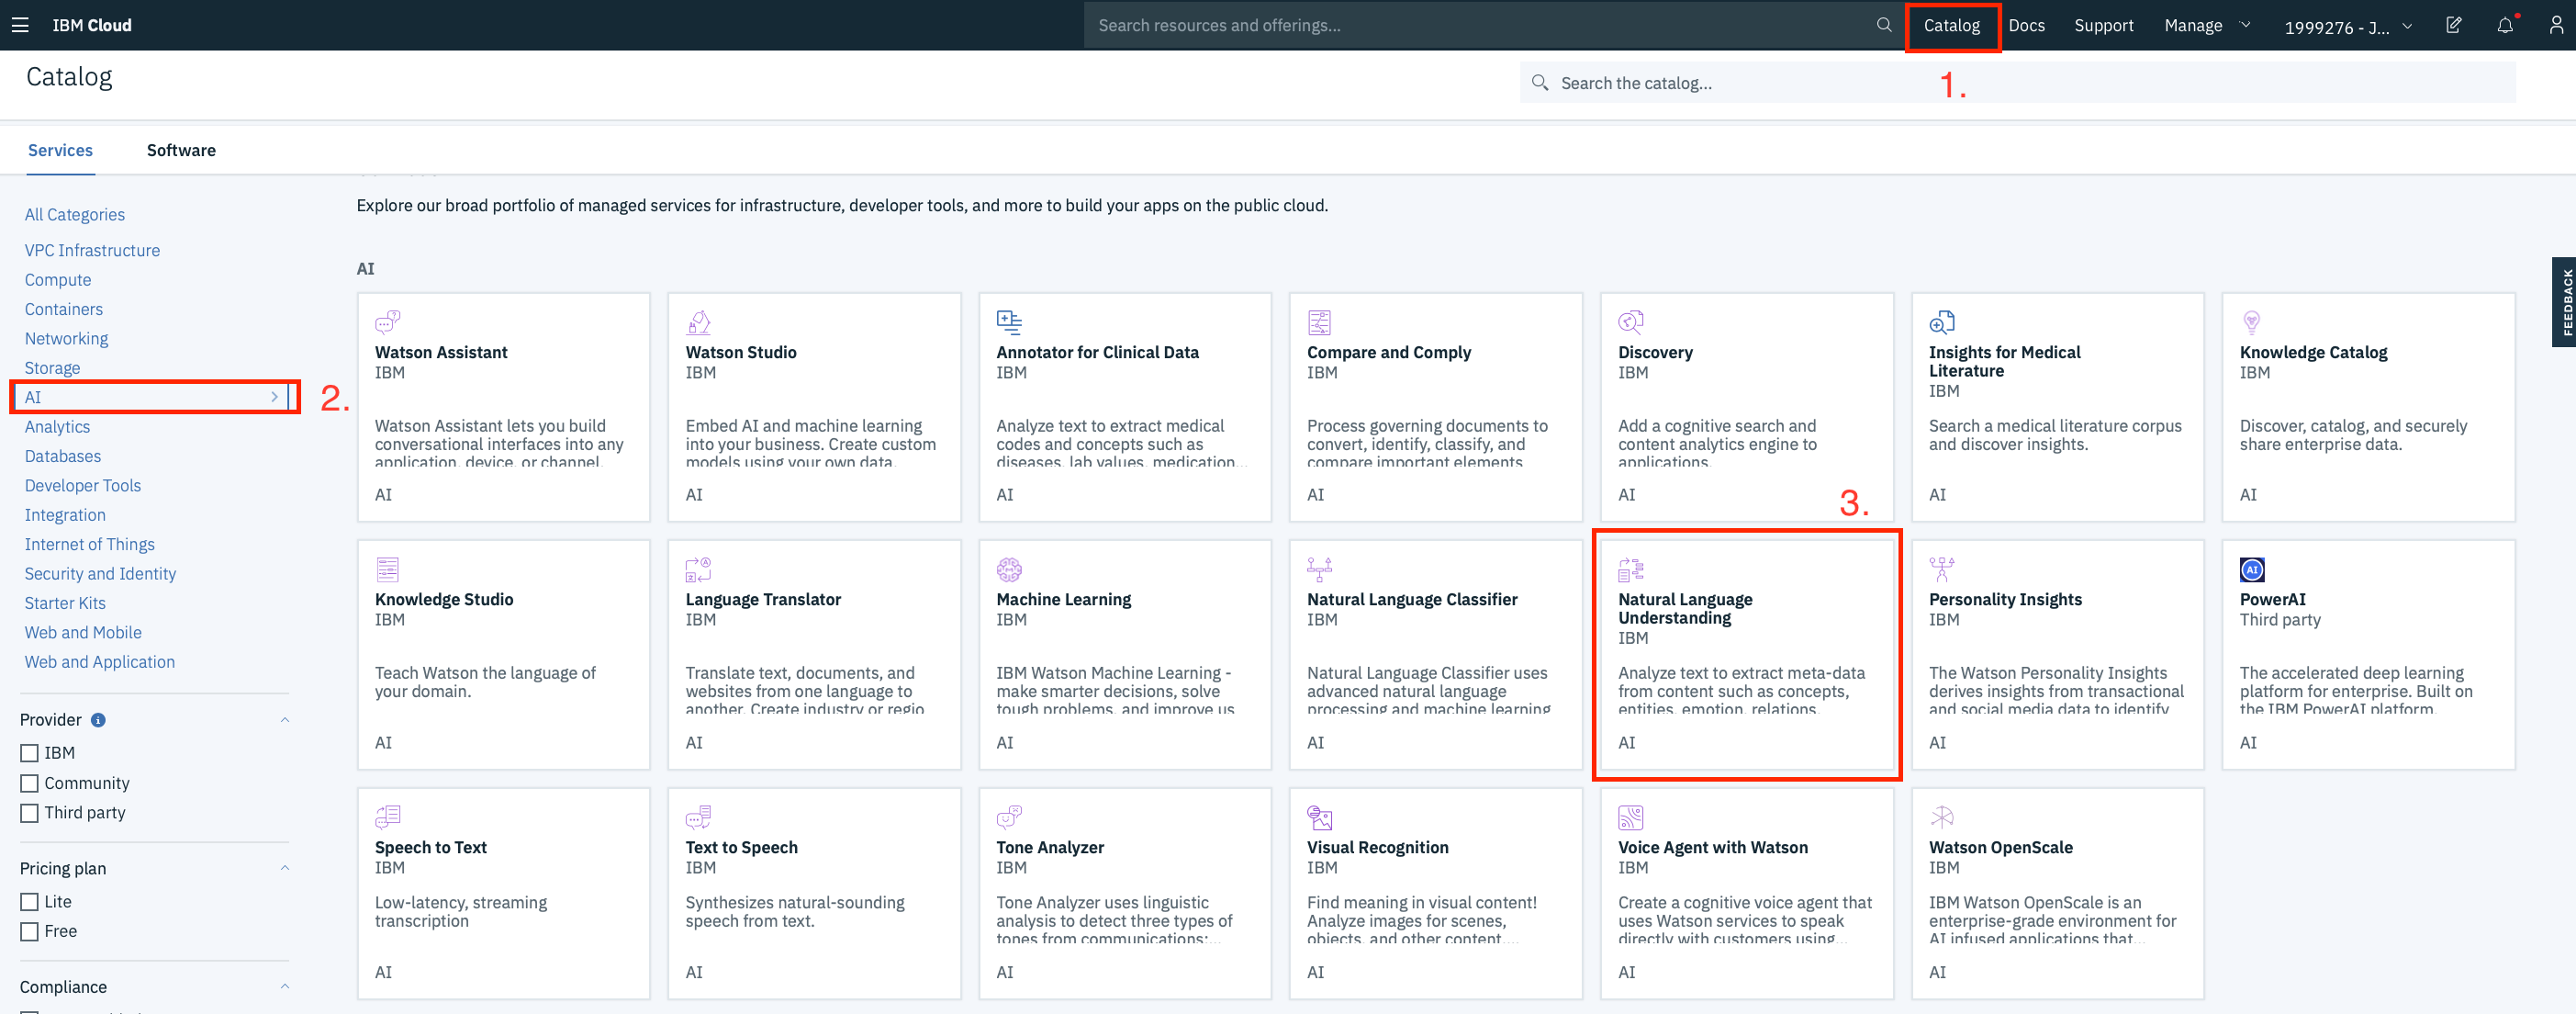 IBM Cloud
Search resources and offerings...
Catalog
Docs
Support
Manage
1999276 - J...
Catalog
Search the catalog...
1.
Services
Software
Explore our broad portfolio of managed services for infrastructure, developer tools, and more to build your apps on the public cloud.
All Categories
VPC Infrastructure
Compute
Containers
Networking
Storage
AI
2.
Analytics
Databases
Developer Tools
Integration
Internet of Things
Security and Identity
Starter Kits
Web and Mobile
Web and Application
Provider
IBM
Community
Third party
Pricing plan
Lite
Free
Compliance
AI
Watson Assistant
IBM
Watson Assistant lets you build
conversational interfaces into any
application, device, or channel.
AI
Watson Studio
IBM
Embed AI and machine learning
into your business. Create custom
models using your own data.
AI
Annotator for Clinical Data
IBM
Analyze text to extract medical
codes and concepts such as
diseases, lab values, medication...
AI
Compare and Comply
IBM
Process governing documents to
convert, identify, classify, and
compare important elements
AI
Discovery
IBM
Add a cognitive search and
content analytics engine to
applications.
AI
Insights for Medical
Literature
IBM
Search a medical literature corpus
and discover insights.
AI
Knowledge Catalog
IBM
Discover, catalog, and securely
share enterprise data.
AI
3.
Knowledge Studio
IBM
Teach Watson the language of
your domain.
AI
Language Translator
IBM
Translate text, documents, and
websites from one language to
another. Create industry or regio
AI
Machine Learning
IBM
IBM Watson Machine Learning -
make smarter decisions, solve
tough problems, and improve us
AI
Natural Language Classifier
IBM
Natural Language Classifier uses
advanced natural language
processing and machine learning
AI
Natural Language
Understanding
IBM
Analyze text to extract meta-data
from content such as concepts,
entities, emotion, relations,
AI
Personality Insights
IBM
The Watson Personality Insights
derives insights from transactional
and social media data to identify
AI
AI
PowerAI
Third party
The accelerated deep learning
platform for enterprise. Built on
the IBM PowerAI platform.
AI
Speech to Text
IBM
Low-latency, streaming
transcription
AI
Text to Speech
IBM
Synthesizes natural-sounding
speech from text.
AI
Tone Analyzer
IBM
Tone Analyzer uses linguistic
analysis to detect three types of
tones from communications:...
AI
Visual Recognition
IBM
Find meaning in visual content!
Analyze images for scenes,
objects, and other content....
AI
Voice Agent with Watson
IBM
Create a cognitive voice agent that
uses Watson services to speak
directly with customers using...
AI
Watson OpenScale
IBM
IBM Watson OpenScale is an
enterprise-grade environment for
AI infused applications that...
AI
FEEDBACK